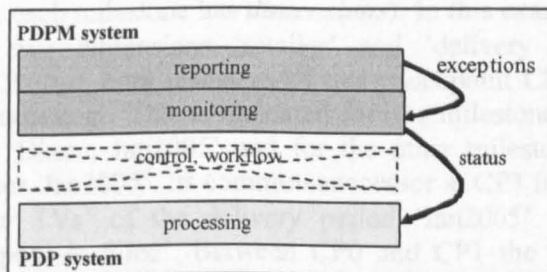 PDPM system
reporting
exceptions
monitoring
control, workflow
status
processing
PDP system